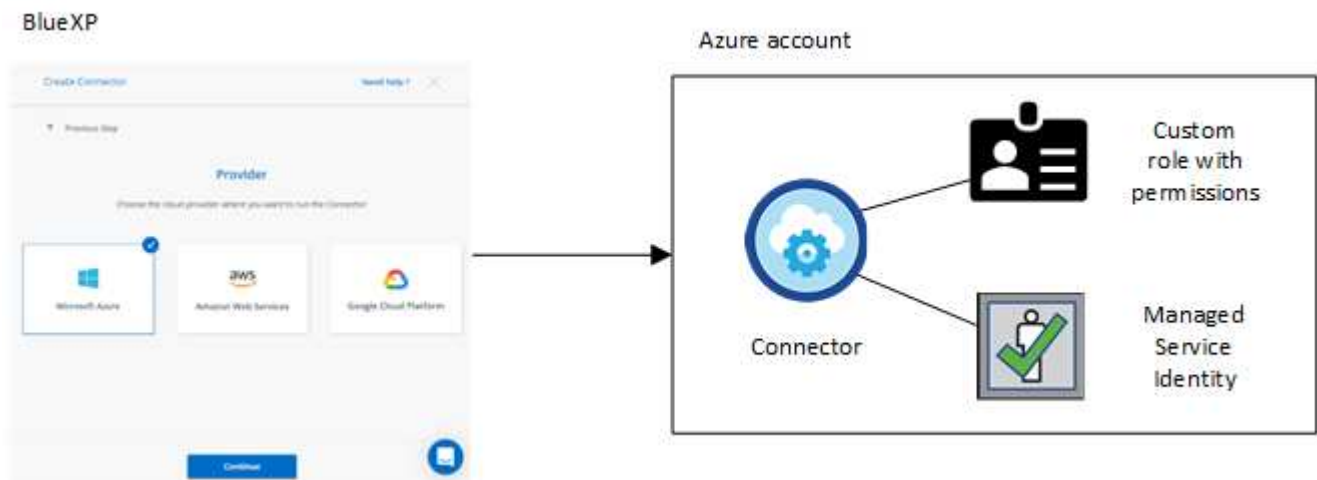 BlueXP
Create Connector
Need help?
Previous Step
Provider
Choose the cloud provider where you want to run the Connector
Microsoft Azure
aws
Amazon Web Services
Google Cloud Platform
Continue
Azure account
Connector
Custom
role with
permissions
Managed
Service
Identity